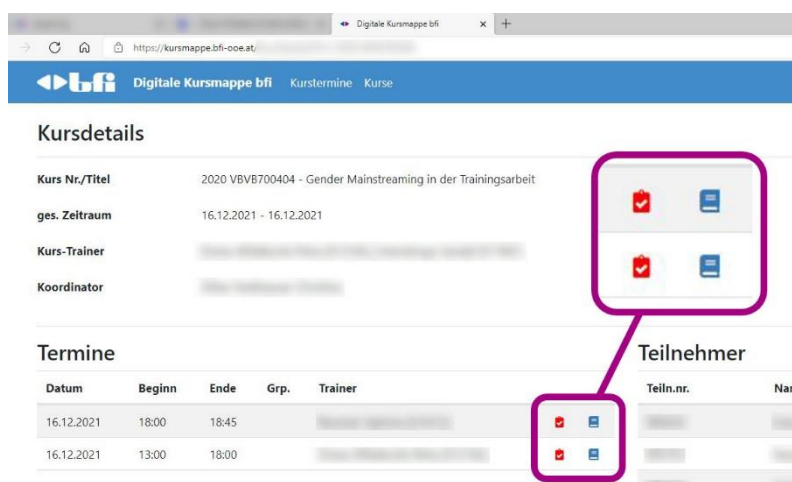 Digitale Kursmappe bfi
https://kursmappe.bfi-ooe.at/
bfi Digitale Kursmappe bfi Kurstermine Kurse
Kursdetails
Kurs Nr./Titel 2020 VBVB700404 - Gender Mainstreaming in der Trainingsarbeit
ges. Zeitraum 16.12.2021 - 16.12.2021
Kurs-Trainer
Koordinator
Termine Teilnehmer
Datum Beginn Ende Grp. Trainer Teiln.nr.
16.12.2021 18:00 18:45
16.12.2021 13:00 18:00